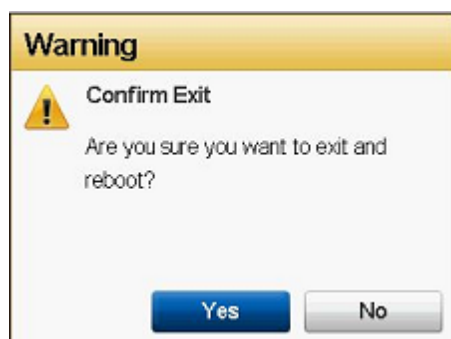 Warning
Confirm Exit
Are you sure you want to exit and
reboot?
Yes
No